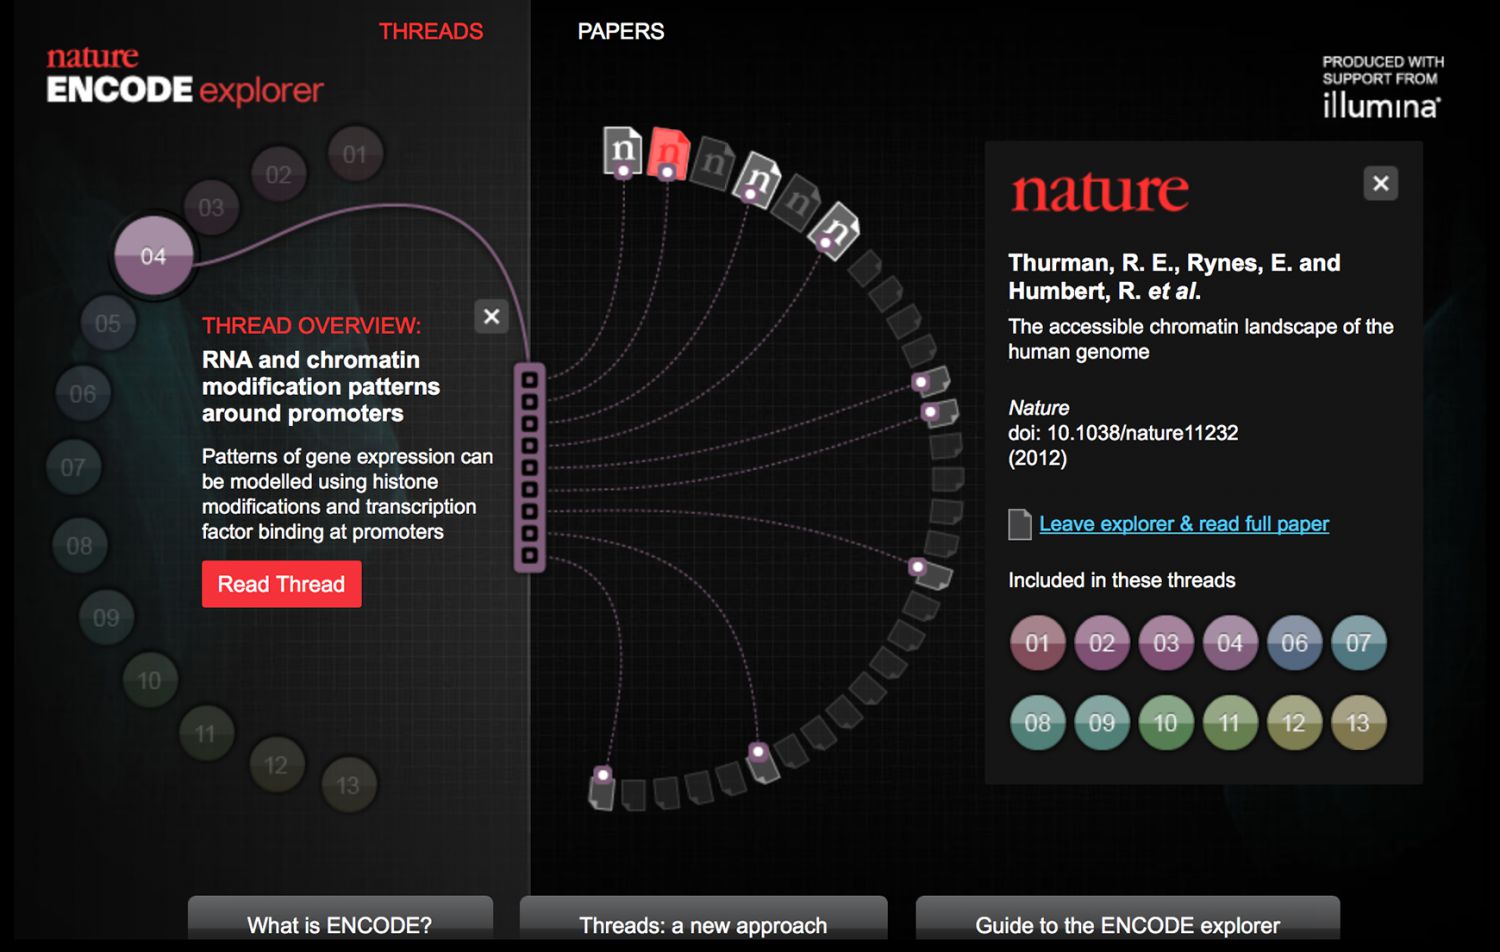 THREADS
PAPERS
nature
ENCODE explorer
PRODUCED WITH
SUPPORT FROM
illumina®
01
02
03
04
05
06
07
08
09
10
11
12
13
THREAD OVERVIEW:
RNA and chromatin
modification patterns
around promoters
Patterns of gene expression can
be modelled using histone
modifications and transcription
factor binding at promoters
Read Thread
n
n
n
n
n
n
nature
Thurman, R. E., Rynes, E. and
Humbert, R. et al.
The accessible chromatin landscape of the
human genome
Nature
doi: 10.1038/nature11232
(2012)
Leave explorer & read full paper
Included in these threads
01 02 03 04 06 07
08 09 10 11 12 13
What is ENCODE?
Threads: a new approach
Guide to the ENCODE explorer